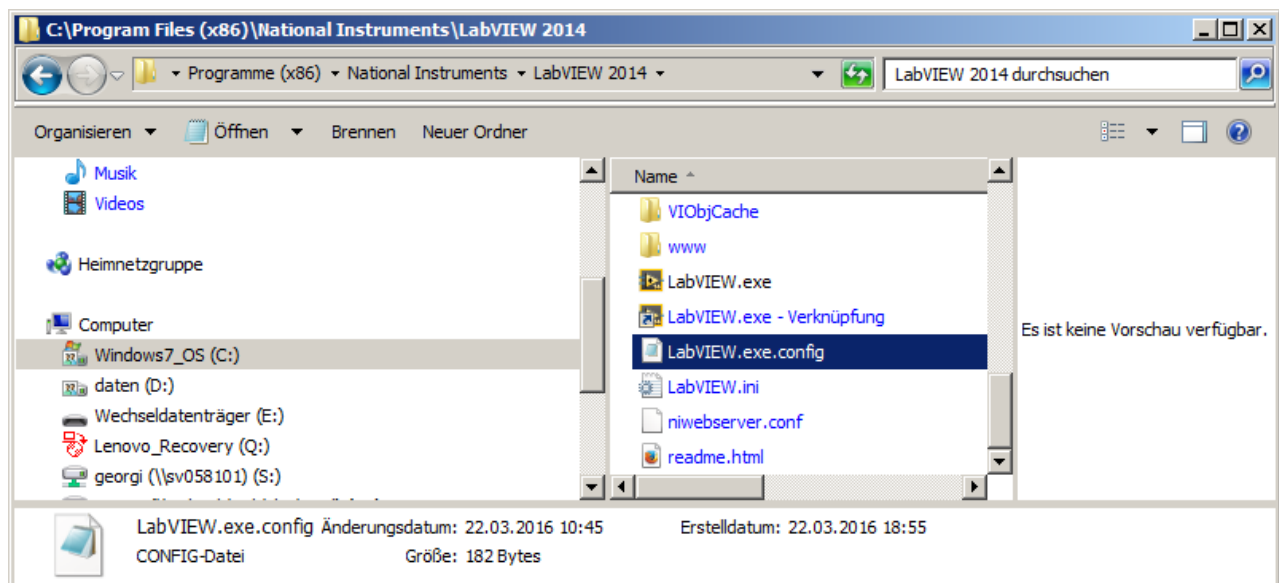 C:\Program Files (x86)\National Instruments\LabVIEW 2014
Programme (x86) National Instruments LabVIEW 2014 LabVIEW 2014 durchsuchen
Organisieren Öffnen Brennen Neuer Ordner
Musik
Videos
Heimnetzgruppe
Computer
Windows7_OS (C:)
daten (D:)
Wechseldatenträger (E:)
Lenovo_Recovery (Q:)
georgi (\\sv058101) (S:)
Name
VIObjCache
www
LabVIEW.exe
LabVIEW.exe - Verknüpfung
LabVIEW.exe.config
LabVIEW.ini
niwebserver.conf
readme.html
Es ist keine Vorschau verfügbar.
LabVIEW.exe.config Änderungsdatum: 22.03.2016 10:45 Erstelldatum: 22.03.2016 18:55
CONFIG-Datei Größe: 182 Bytes